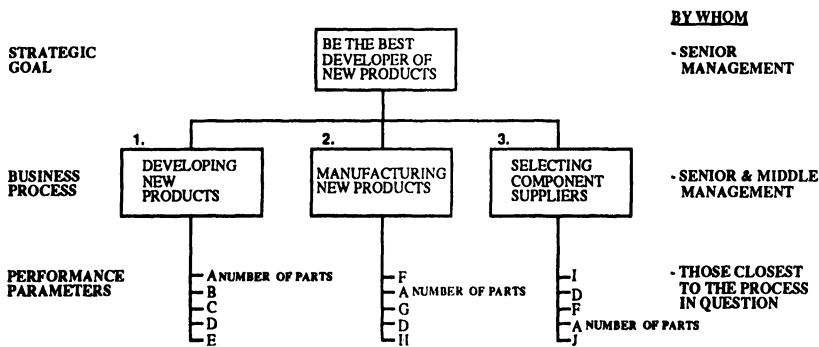 BY WHOM
STRATEGIC
GOAL
BE THE BEST
DEVELOPER OF
NEW PRODUCTS
- SENIOR
MANAGEMENT
1.
2.
3.
BUSINESS
PROCESS
DEVELOPING
NEW
PRODUCTS
MANUFACTURING
NEW PRODUCTS
SELECTING
COMPONENT
SUPPLIERS
- SENIOR & MIDDLE
MANAGEMENT
PERFORMANCE
PARAMETERS
A NUMBER OF PARTS
B
C
D
E
F
A NUMBER OF PARTS
G
D
H
I
D
F
A NUMBER OF PARTS
J
- THOSE CLOSEST
TO THE PROCESS
IN QUESTION